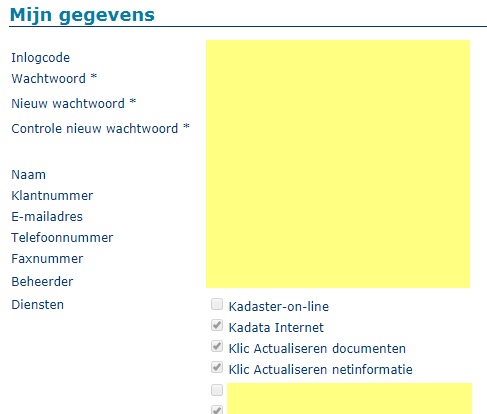 Mijn gegevens
Inlogcode
Wachtwoord *
Nieuw wachtwoord *
Controle nieuw wachtwoord *
Naam
Klantnummer
E-mailadres
Telefoonnummer
Faxnummer
Beheerder
Diensten
Kadaster-on-line
Kadata Internet
Klic Actualiseren documenten
Klic Actualiseren netinformatie